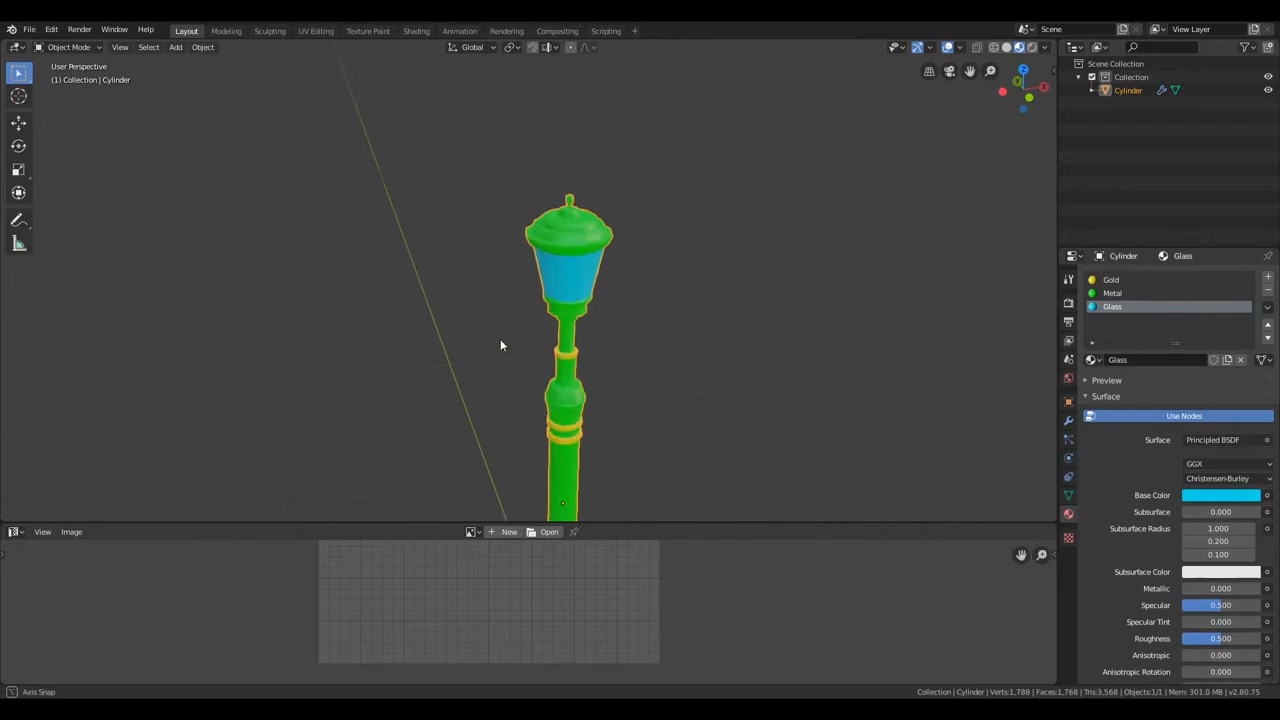 File Edit Render Window Help Layout Modeling Sculpting UV Editing Texture Paint Shading Animation Rendering Compositing Scripting + Scene View Layer
Object Mode View Select Add Object Global
User Perspective
(1) Collection | Cylinder
Scene Collection
Collection
Cylinder
Cylinder Glass
Gold
Metal
Glass
Glass
Preview
Surface
Use Nodes
Surface Principled BSDF
GGX
Christensen-Burley
Base Color
Subsurface 0.000
Subsurface Radius 1.000
0.200
0.100
Subsurface Color
Metallic 0.000
Specular 0.500
Specular Tint 0.000
Roughness 0.500
Anisotropic 0.000
Anisotropic Rotation 0.000
View Image + New Open
Axis Snap Collection | Cylinder | Verts:1,788 | Faces:1,768 | Tris:3,568 | Objects:1/1 | Mem: 301.0 MB | v2.80.75